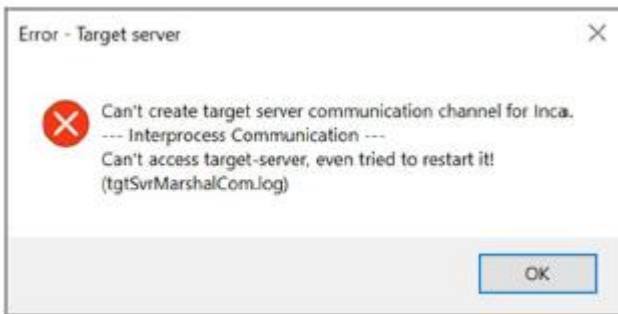 Error - Target server
Can't create target server communication channel for Inca.
--- Interprocess Communication ---
Can't access target-server, even tried to restart it!
(tgtSvrMarshalCom.log)
OK